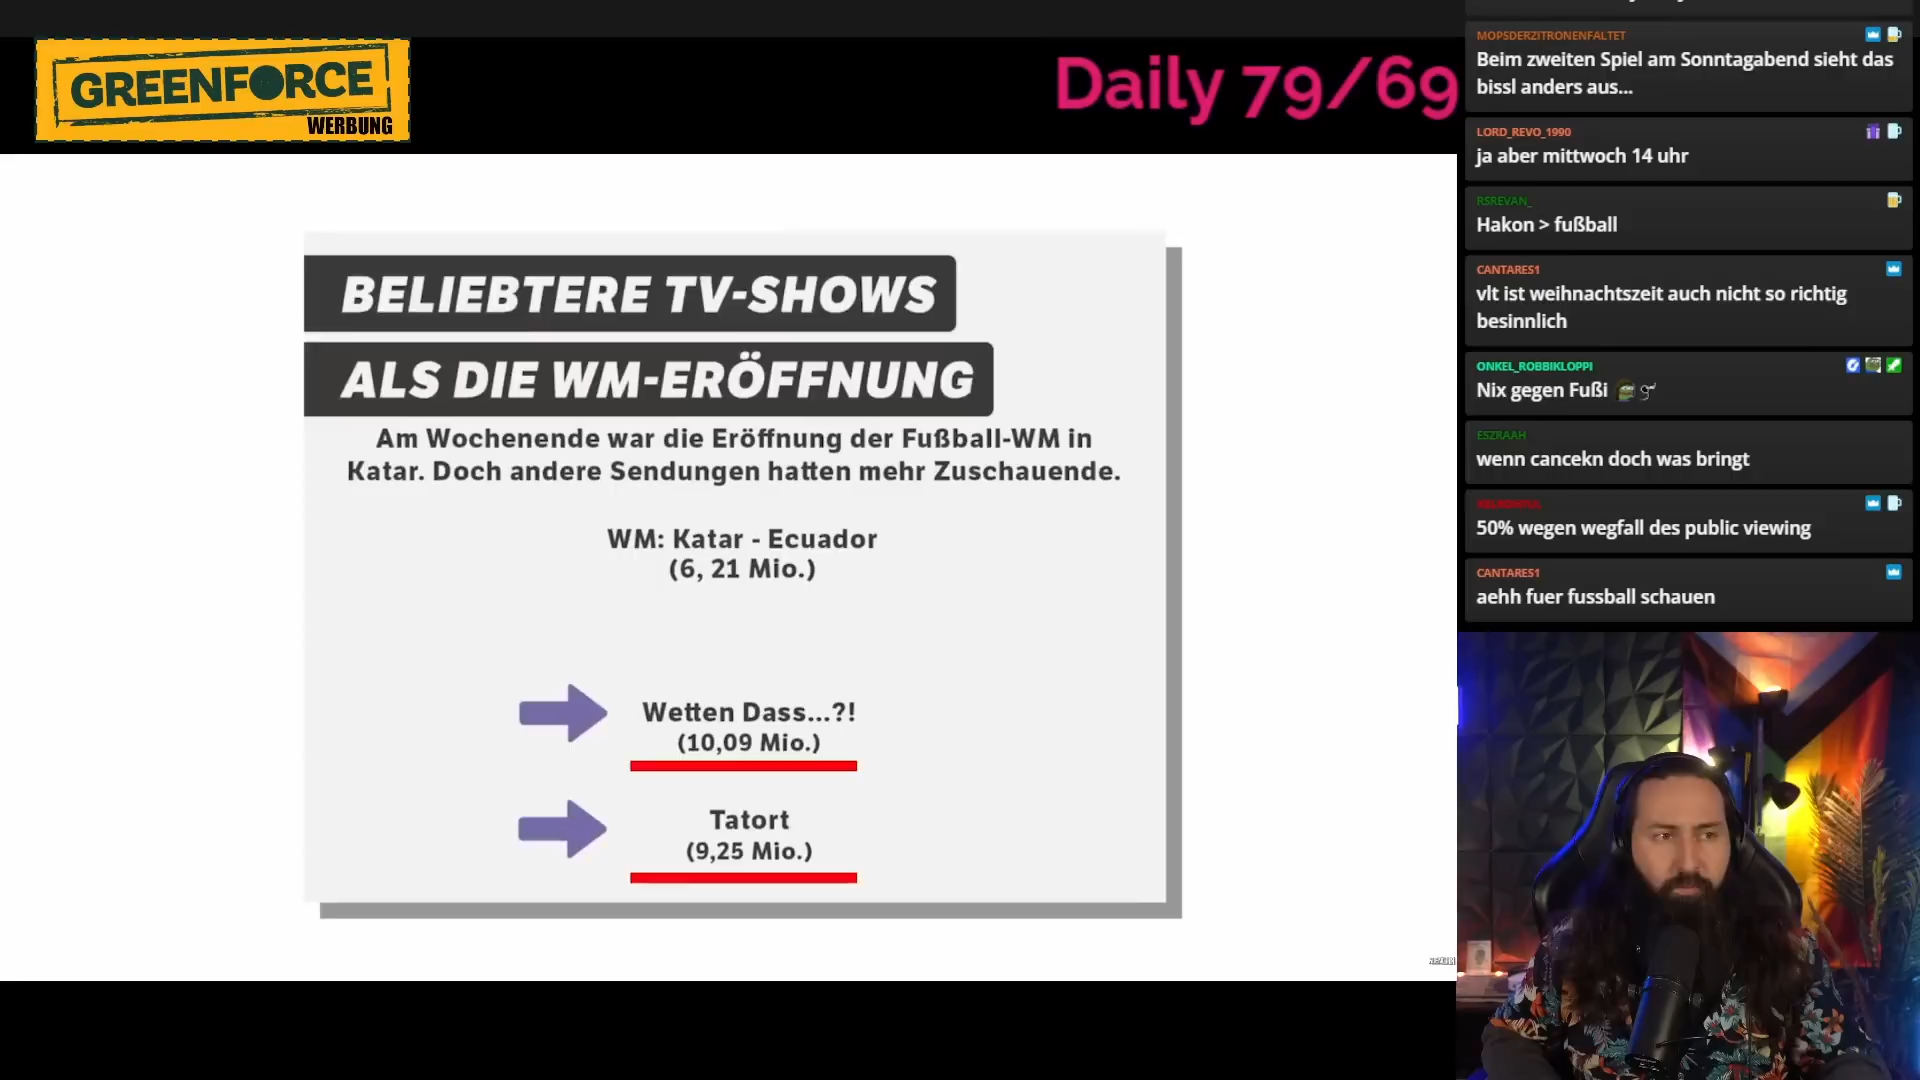 GREENFORCE
WERBUNG
Daily 79/69
BELIEBTERE TV-SHOWS
ALS DIE WM-ERÖFFNUNG
Am Wochenende war die Eröffnung der Fußball-WM in
Katar. Doch andere Sendungen hatten mehr Zuschauende.
WM: Katar - Ecuador
(6, 21 Mio.)
Wetten Dass...?!
(10,09 Mio.)
Tatort
(9,25 Mio.)
MOPSDERZITRONENFALTET
Beim zweiten Spiel am Sonntagabend sieht das
bissl anders aus...
LORD_REVO_1990
ja aber mittwoch 14 uhr
RSREVAN_
Hakon > fußball
CANTARES1
vlt ist weihnachtszeit auch nicht so richtig
besinnlich
ONKEL_ROBBIKLOPPI
Nix gegen Fußi
ESZRAAH
wenn cancekn doch was bringt
50% wegen wegfall des public viewing
CANTARES1
aehh fuer fussball schauen